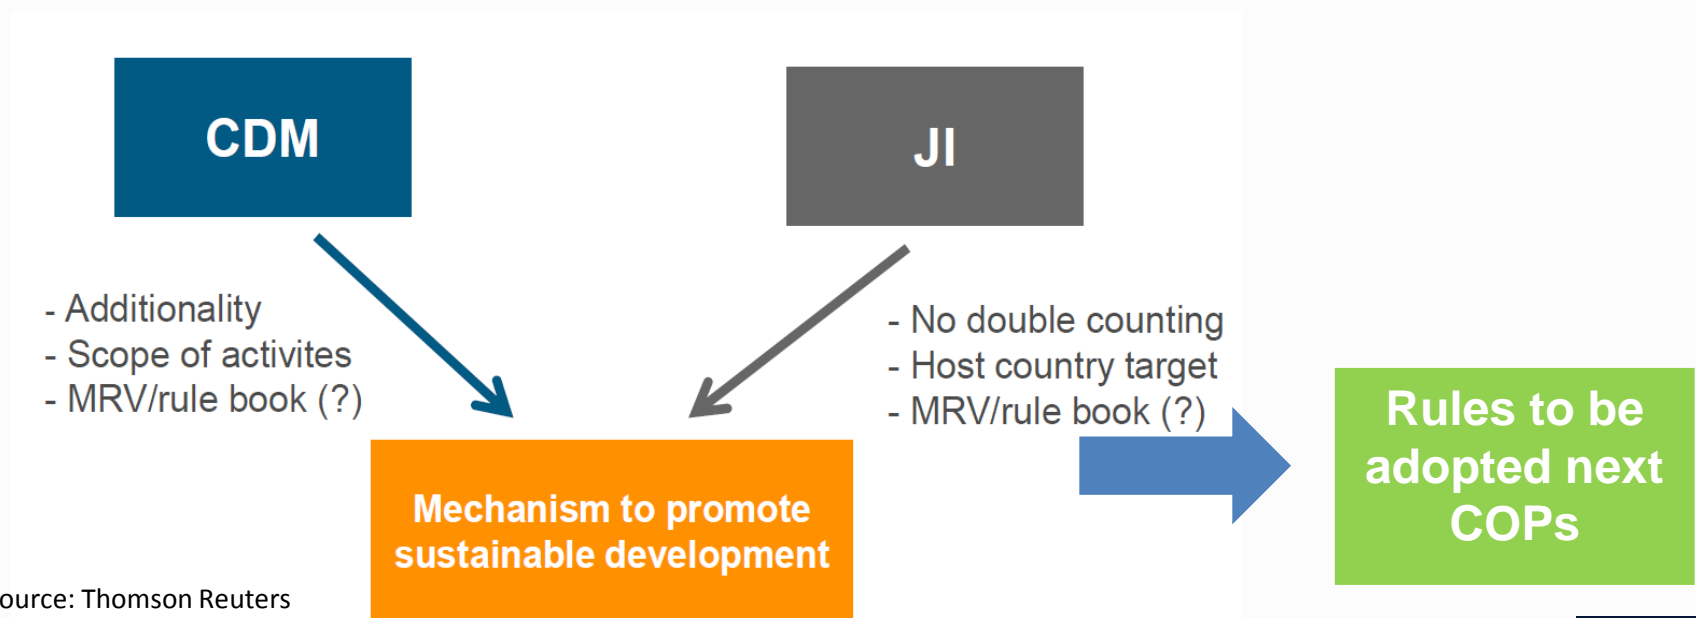 CDM
JI
- Additionality
- Scope of activites
- MRV/rule book (?)
- No double counting
- Host country target
- MRV/rule book (?)
Mechanism to promote
sustainable development
Rules to be
adopted next
COPs
ource: Thomson Reuters